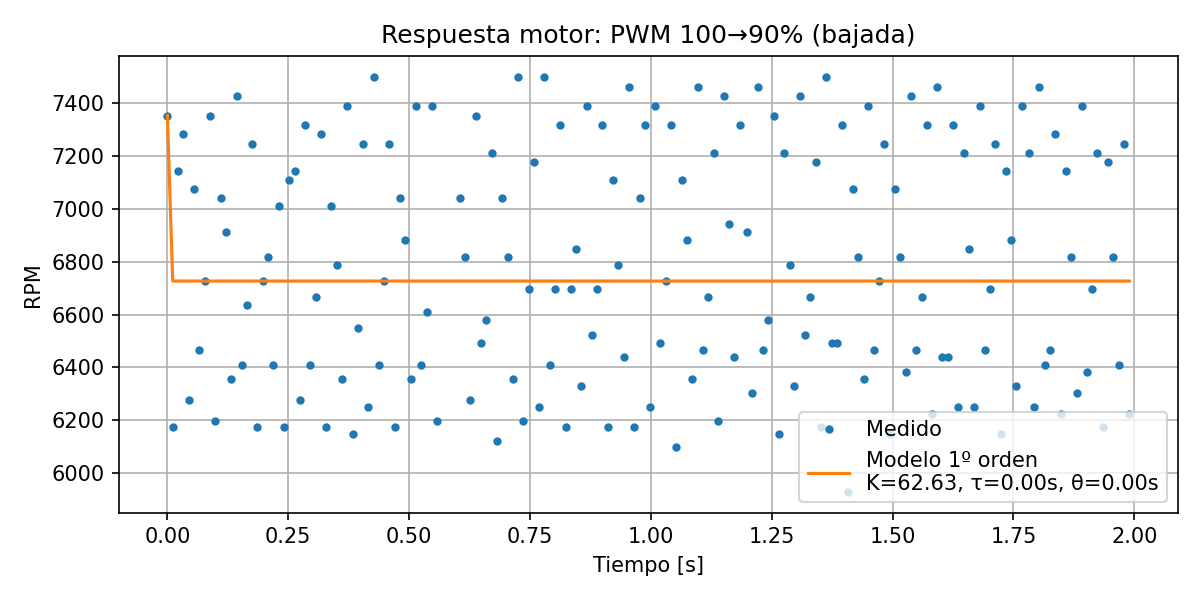 Respuesta motor: PWM 100→90% (bajada)
RPM
7400
7200
7000
6800
6600
6400
6200
6000
Medido
Modelo 1º orden
K=62.63, τ=0.00s, θ=0.00s
0.00 0.25 0.50 0.75 1.00 1.25 1.50 1.75 2.00
Tiempo [s]